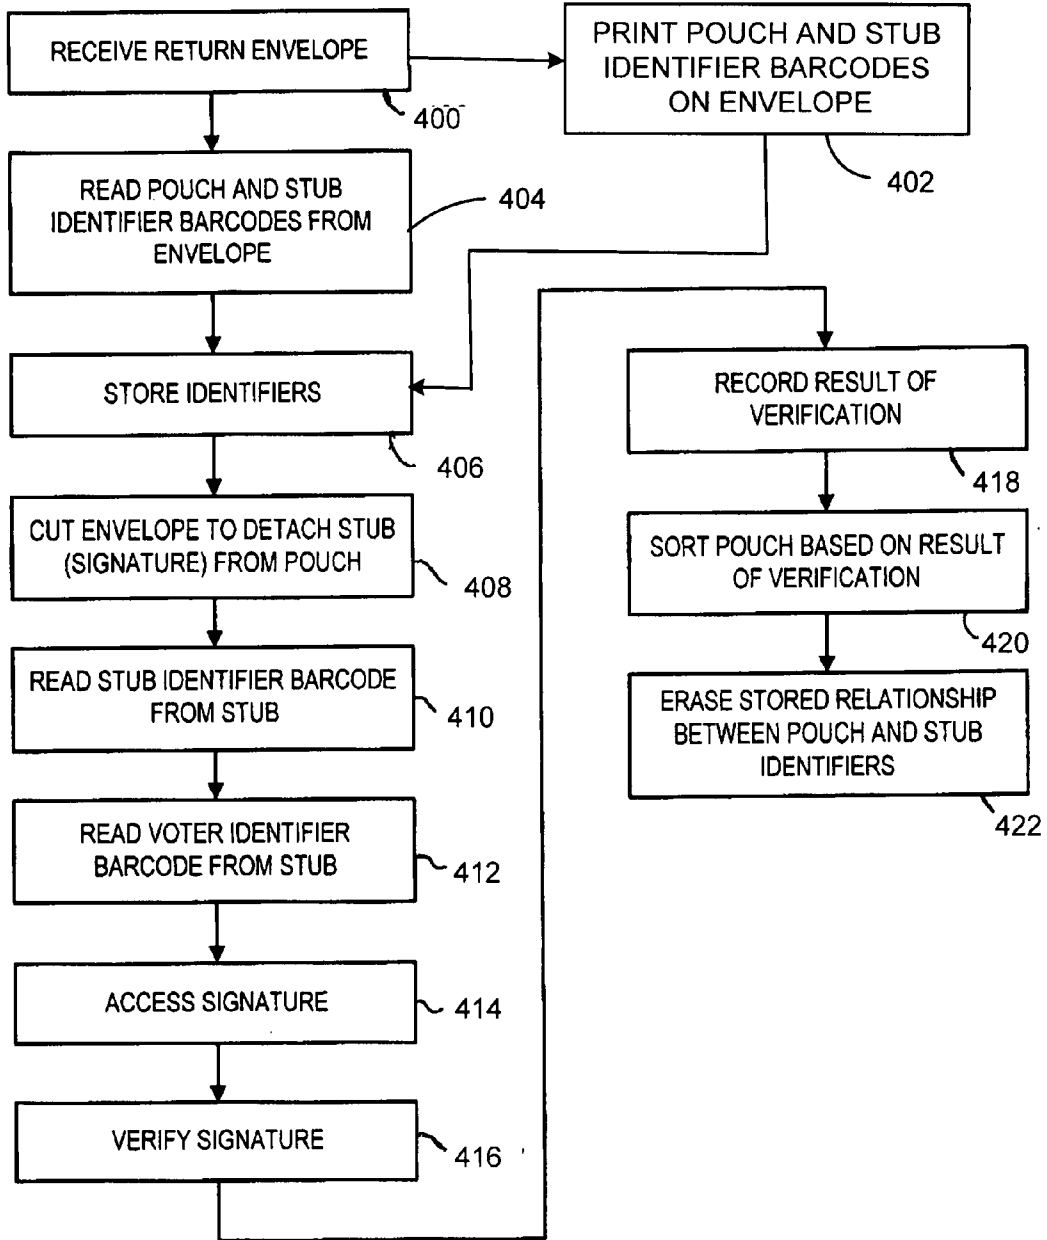 RECEIVE RETURN ENVELOPE
400
PRINT POUCH AND STUB
IDENTIFIER BARCODES
ON ENVELOPE
402
READ POUCH AND STUB
IDENTIFIER BARCODES FROM
ENVELOPE
404
STORE IDENTIFIERS
406
CUT ENVELOPE TO DETACH STUB
(SIGNATURE) FROM POUCH
408
READ STUB IDENTIFIER BARCODE
FROM STUB
410
READ VOTER IDENTIFIER
BARCODE FROM STUB
412
ACCESS SIGNATURE
414
VERIFY SIGNATURE
416
RECORD RESULT OF
VERIFICATION
418
SORT POUCH BASED ON RESULT
OF VERIFICATION
420
ERASE STORED RELATIONSHIP
BETWEEN POUCH AND STUB
IDENTIFIERS
422